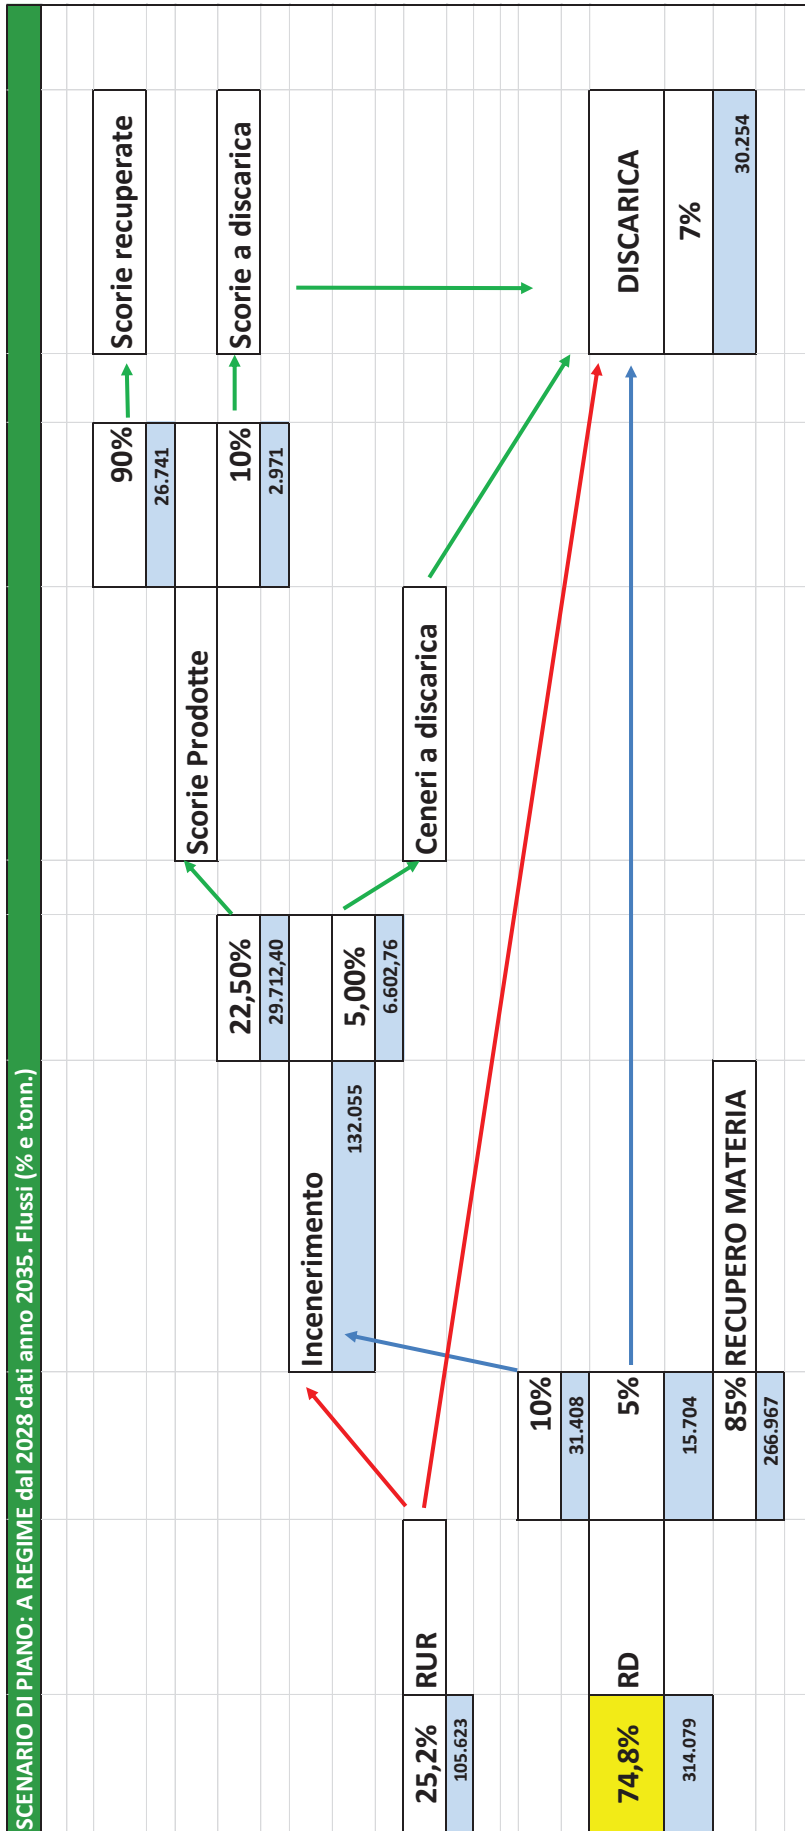 SCENARIO DI PIANO: A REGIME dal 2028 dati anno 2035. Flussi (% e tonn.)
90%
Scorie recuperate
26.741
Scorie Prodotte
22,50%
10%
Scorie a discarica
29.712,40
2.971
Incenerimento
132.055
5,00%
6.602,76
25,2%
RUR
Ceneri a discarica
105.623
10%
31.408
74,8%
RD
5%
DISCARICA
314.079
15.704
7%
85%
RECUPERO MATERIA
30.254
266.967